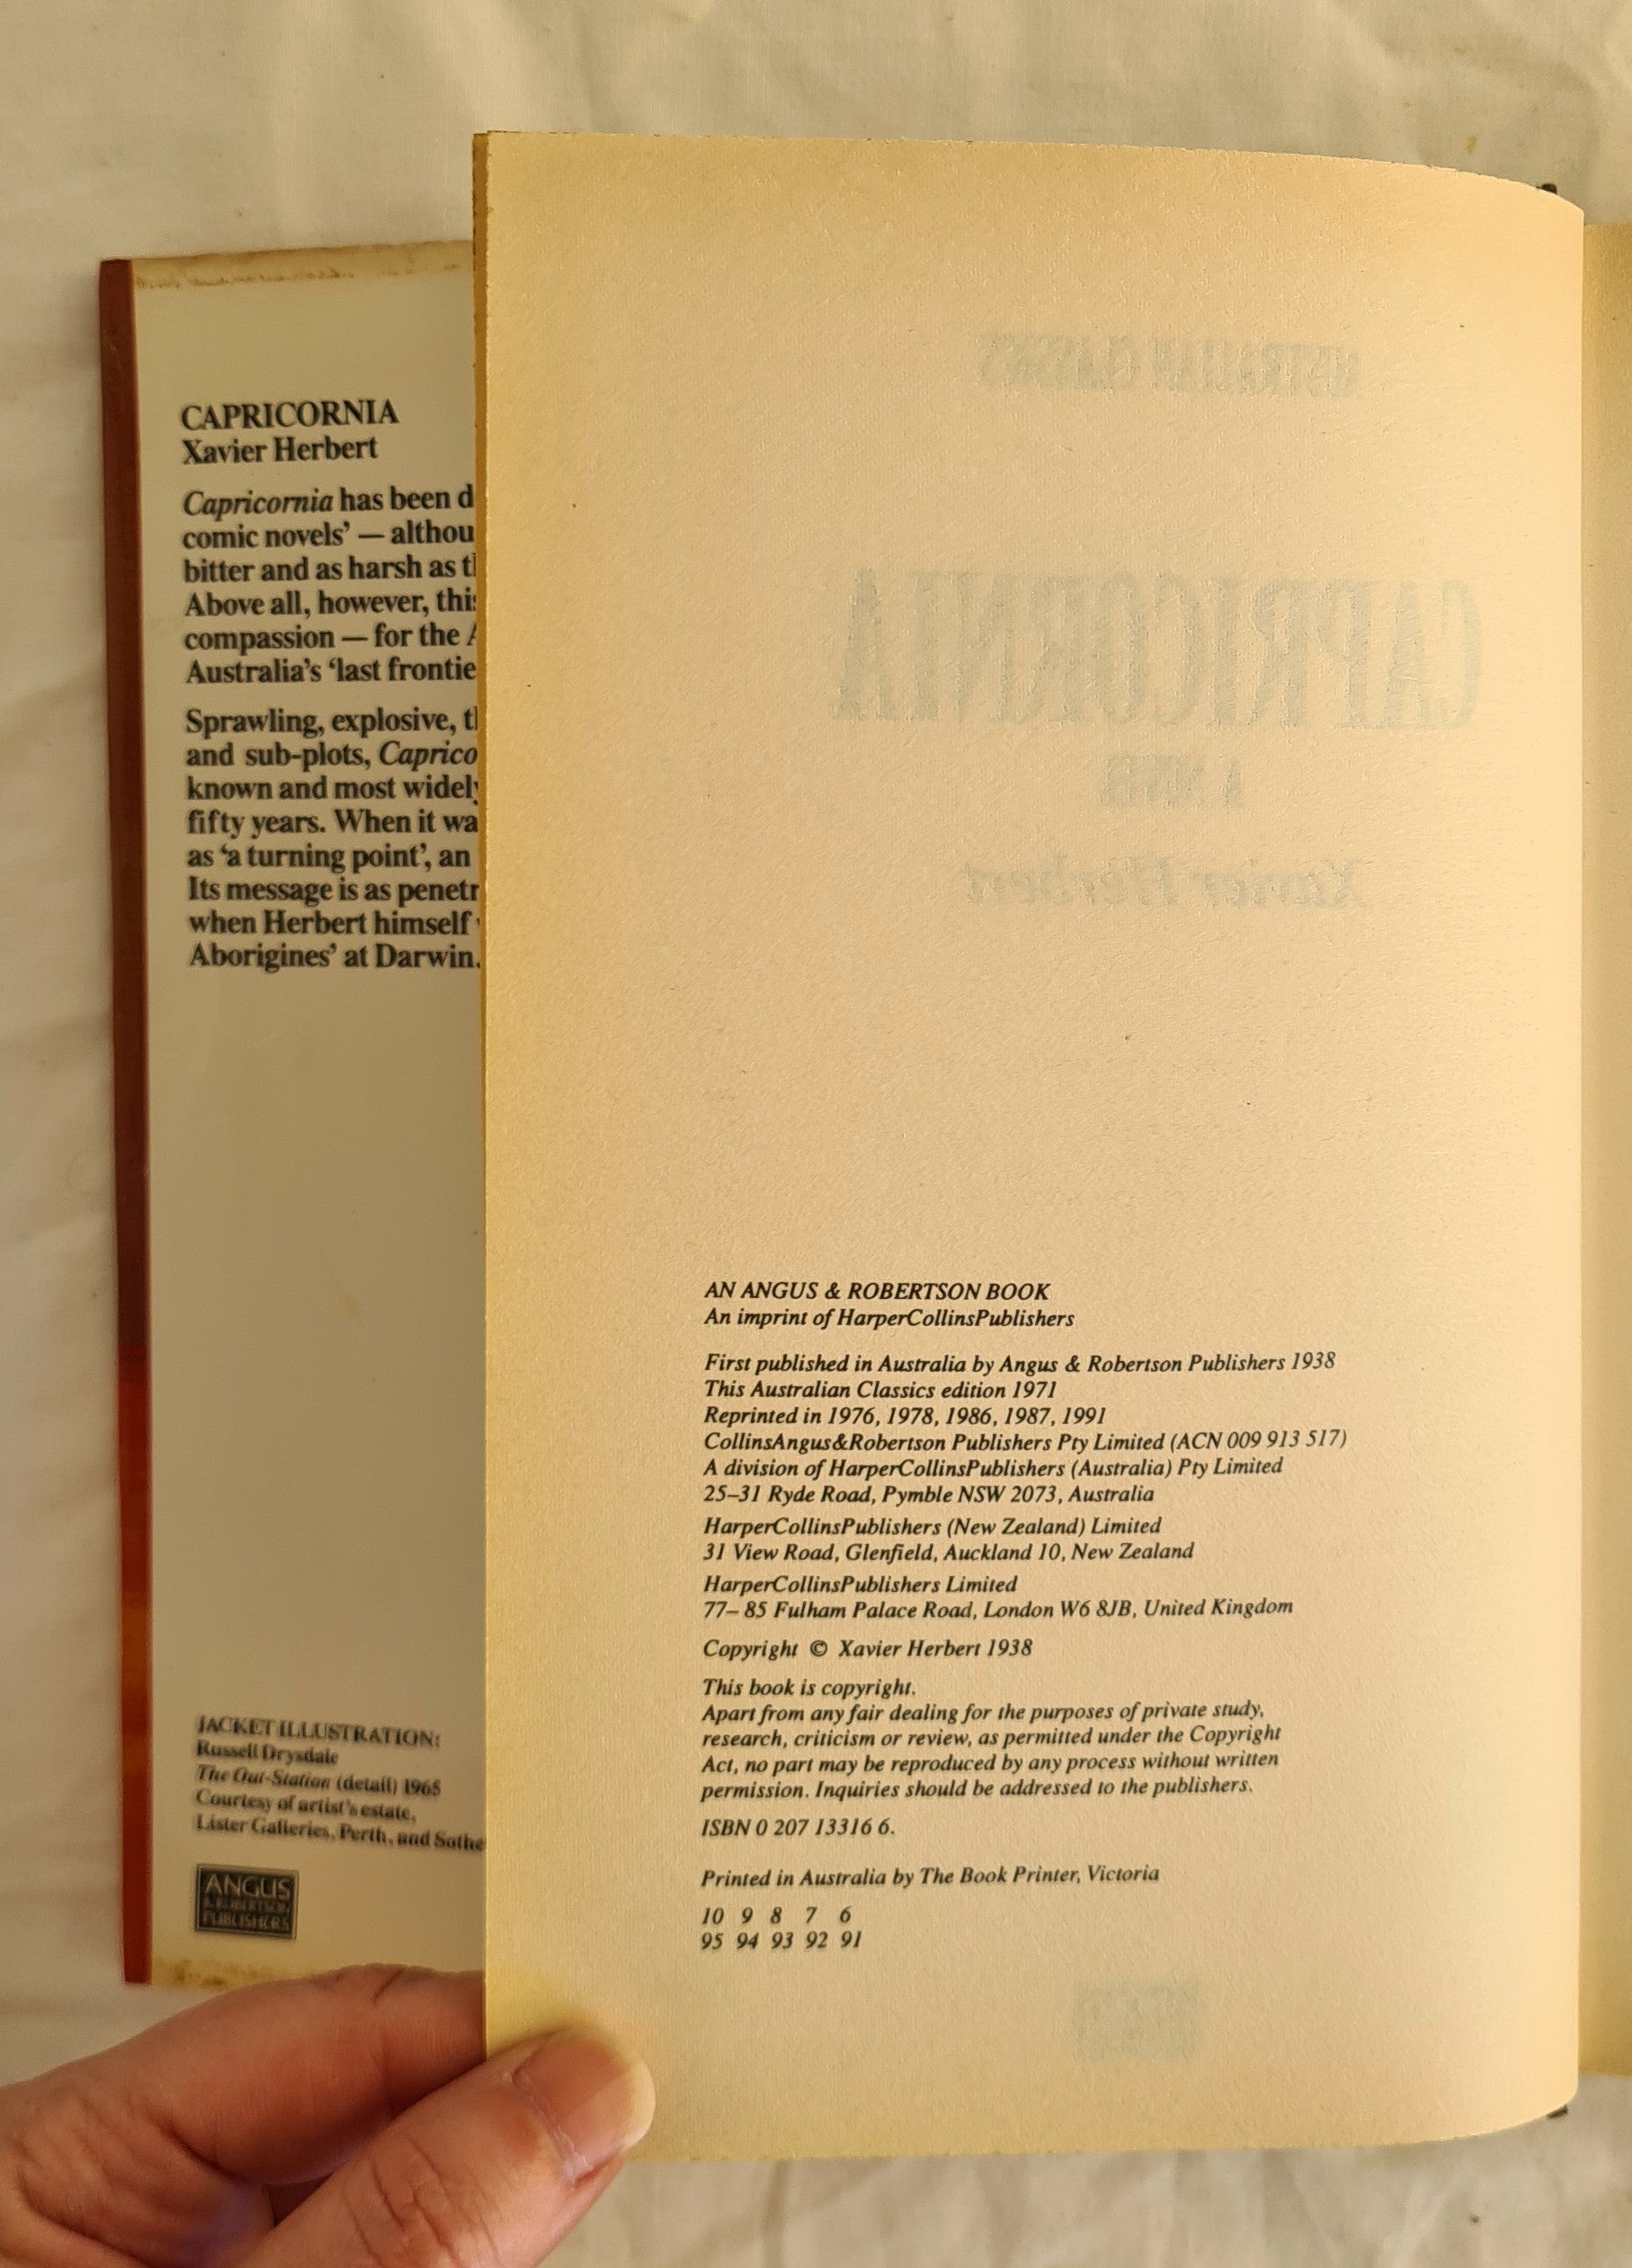 CAPRICORNIA
Xavier Herbert
Capricornia has been d
comic novels’ — althou
bitter and as harsh as t
Above all, however, this
compassion — for the A
Australia’s ‘last frontie
Sprawling, explosive, t
and sub-plots, Caprico
known and most widely
fifty years. When it wa
as ‘a turning point’, an
Its message is as penetr
when Herbert himself
Aborigines’ at Darwin.
JACKET ILLUSTRATION:
Russell Drysdale
The Out-Station (detail) 1965
Courtesy of artist’s estate,
Lister Galleries, Perth, and Sothe
ANGUS
& ROBERTSON
PUBLISHERS
AUSTRALIAN CLASSICS
CAPRICORNIA
Xavier Herbert
AN ANGUS & ROBERTSON BOOK
An imprint of HarperCollinsPublishers
First published in Australia by Angus & Robertson Publishers 1938
This Australian Classics edition 1971
Reprinted in 1976, 1978, 1986, 1987, 1991
CollinsAngus&Robertson Publishers Pty Limited (ACN 009 913 517)
A division of HarperCollinsPublishers (Australia) Pty Limited
25–31 Ryde Road, Pymble NSW 2073, Australia
HarperCollinsPublishers (New Zealand) Limited
31 View Road, Glenfield, Auckland 10, New Zealand
HarperCollinsPublishers Limited
77– 85 Fulham Palace Road, London W6 8JB, United Kingdom
Copyright © Xavier Herbert 1938
This book is copyright.
Apart from any fair dealing for the purposes of private study,
research, criticism or review, as permitted under the Copyright
Act, no part may be reproduced by any process without written
permission. Inquiries should be addressed to the publishers.
ISBN 0 207 13316 6.
Printed in Australia by The Book Printer, Victoria
10 9 8 7 6
95 94 93 92 91